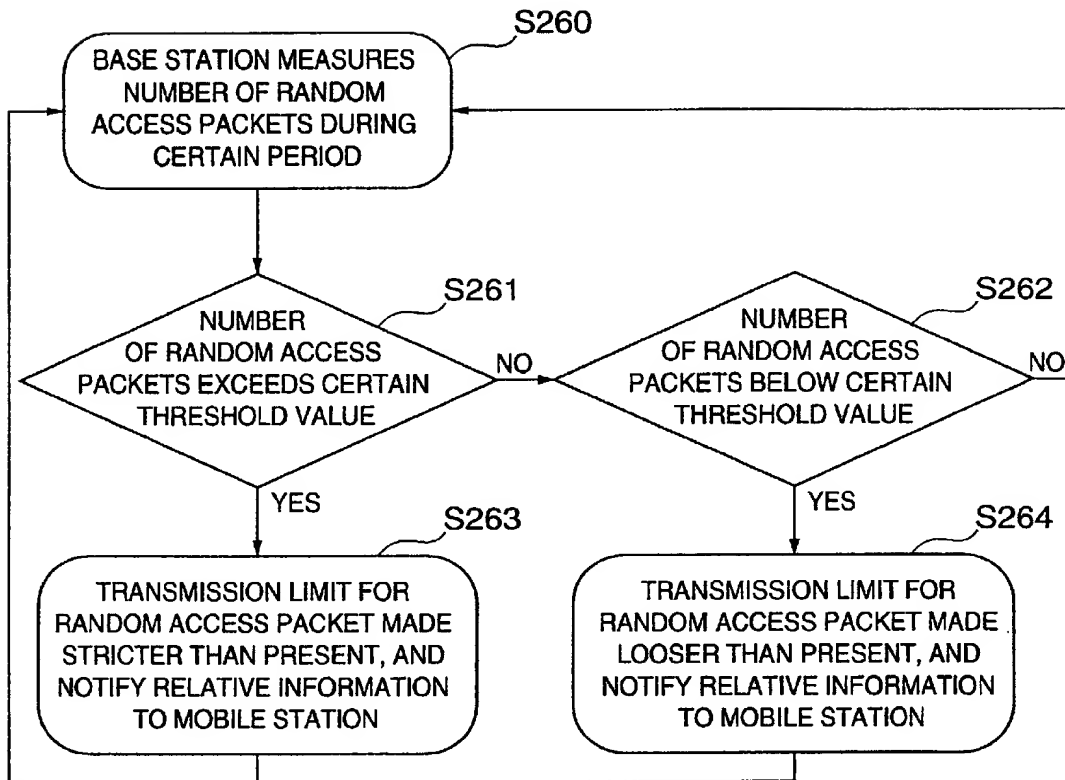 S260
BASE STATION MEASURES
NUMBER OF RANDOM
ACCESS PACKETS DURING
CERTAIN PERIOD
S261
NUMBER
OF RANDOM ACCESS
PACKETS EXCEEDS CERTAIN
THRESHOLD VALUE
NO
YES
S262
NUMBER
OF RANDOM ACCESS
PACKETS BELOW CERTAIN
THRESHOLD VALUE
NO
YES
S263
TRANSMISSION LIMIT FOR
RANDOM ACCESS PACKET MADE
STRICTER THAN PRESENT, AND
NOTIFY RELATIVE INFORMATION
TO MOBILE STATION
S264
TRANSMISSION LIMIT FOR
RANDOM ACCESS PACKET MADE
LOOSER THAN PRESENT, AND
NOTIFY RELATIVE INFORMATION
TO MOBILE STATION